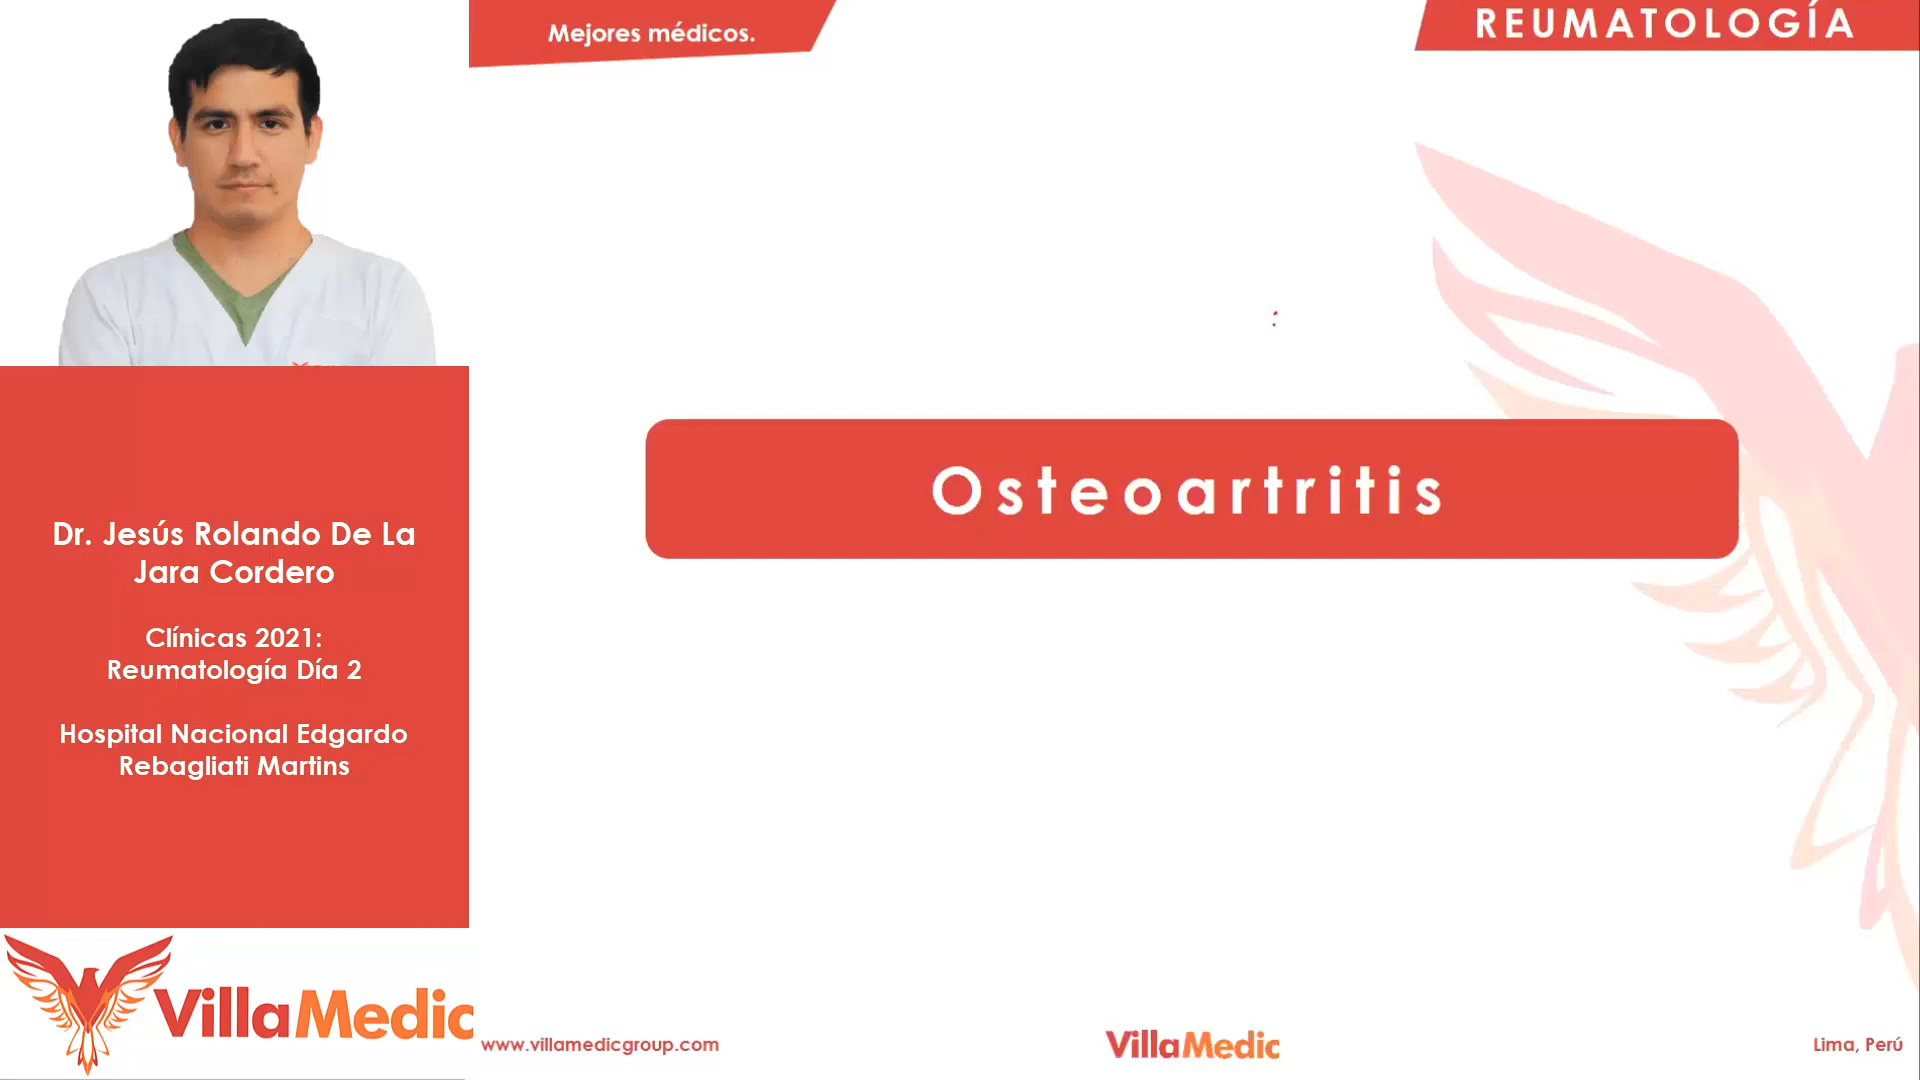 Mejores médicos.
REUMATOLOGÍA
Osteoartritis
Dr. Jesús Rolando De La
Jara Cordero
Clínicas 2021:
Reumatología Día 2
Hospital Nacional Edgardo
Rebagliati Martins
VillaMedic
www.villamedicgroup.com
VillaMedic
Lima, Perú